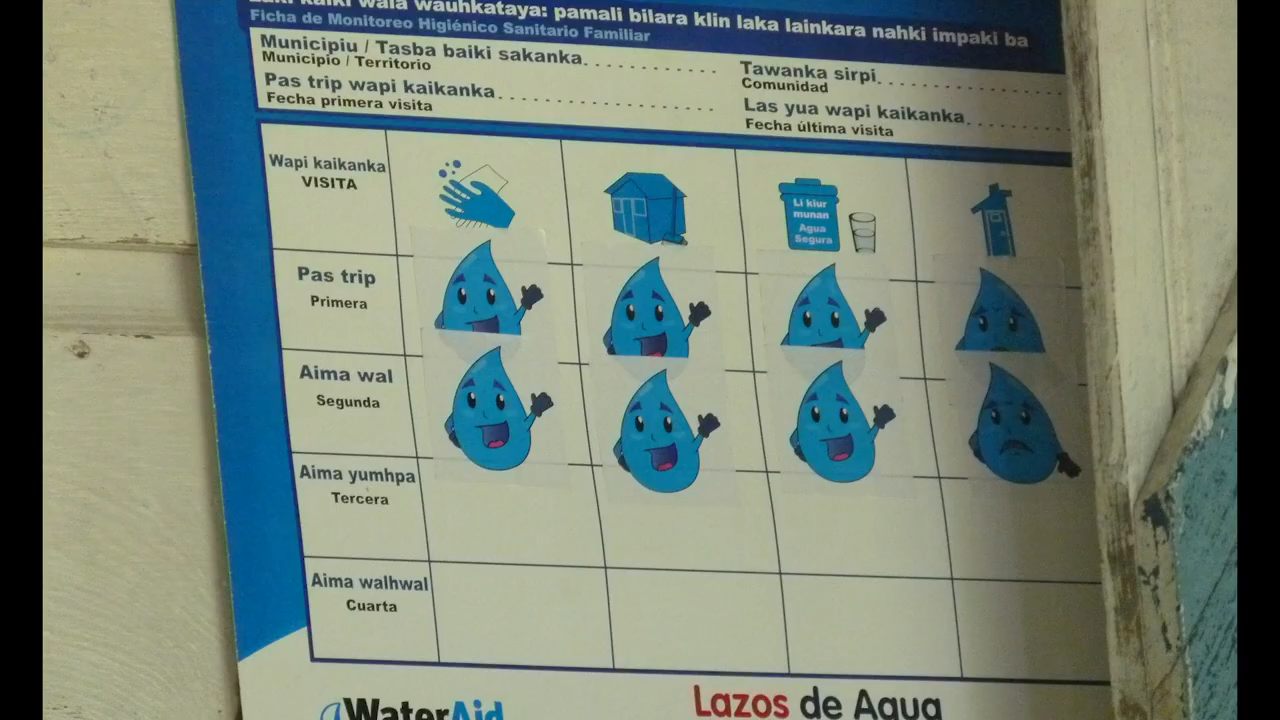 kaiki wala wauhkataya: pamali bilara klin laka lainkara nahki impaki ba
Ficha de Monitoreo Higiénico Sanitario Familiar
Municipiu / Tasba baiki sakanka
Municipio / Territorio
Tawanka sirpi
Comunidad
Pas trip wapi kaikanka
Fecha primera visita
Las yua wapi kaikanka
Fecha última visita
Wapi kaikanka
VISITA
Li klur
munan
Agua
Segura
Pas trip
Primera
Aima wal
Segunda
Aima yumhpa
Tercera
Aima walhwal
Cuarta
WaterAid
Lazos de Agua